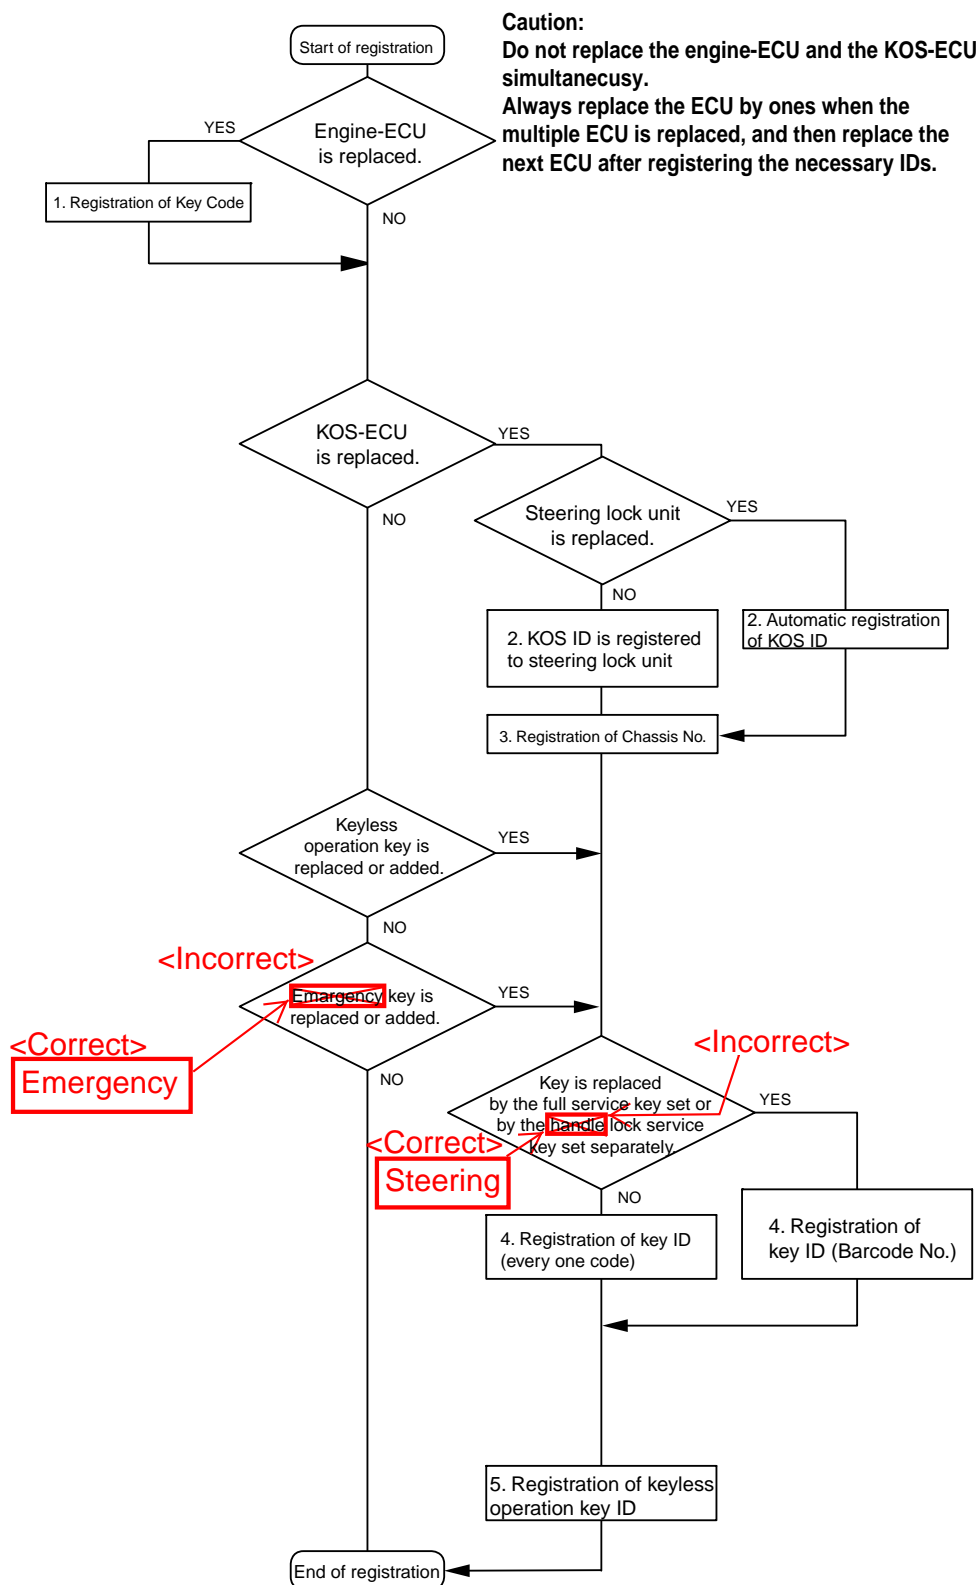 Caution:
Do not replace the engine-ECU and the KOS-ECU
simultanecusy.
Always replace the ECU by ones when the
multiple ECU is replaced, and then replace the
next ECU after registering the necessary IDs.
Start of registration
Engine-ECU
is replaced.
YES
NO
1. Registration of Key Code
KOS-ECU
is replaced.
YES
NO
Steering lock unit
is replaced.
YES
NO
2. KOS ID is registered
to steering lock unit
2. Automatic registration
of KOS ID
3. Registration of Chassis No.
Keyless
operation key is
replaced or added.
YES
NO
<Incorrect>
Emargency key is
replaced or added.
YES
NO
<Correct>
Emergency
<Incorrect>
Key is replaced
by the full service key set or
by the handle lock service
key set separately.
YES
NO
<Correct>
Steering
4. Registration of key ID
(every one code)
4. Registration of
key ID (Barcode No.)
5. Registration of keyless
operation key ID
End of registration